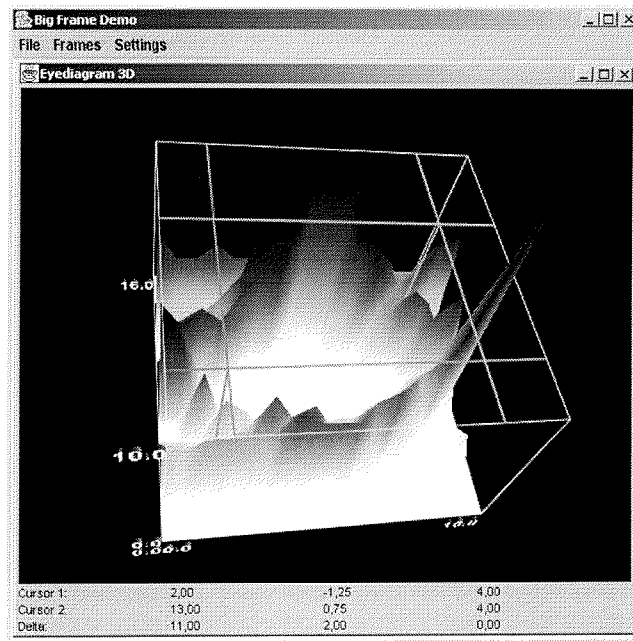 Big Frame Demo
File Frames Settings
Eyediagram 3D
16.0
10.0
10.0
Cursor 1: 2,00 -1,25 4,00
Cursor 2 13,00 0,75 4,00
Delta: 11,00 2,00 0,00